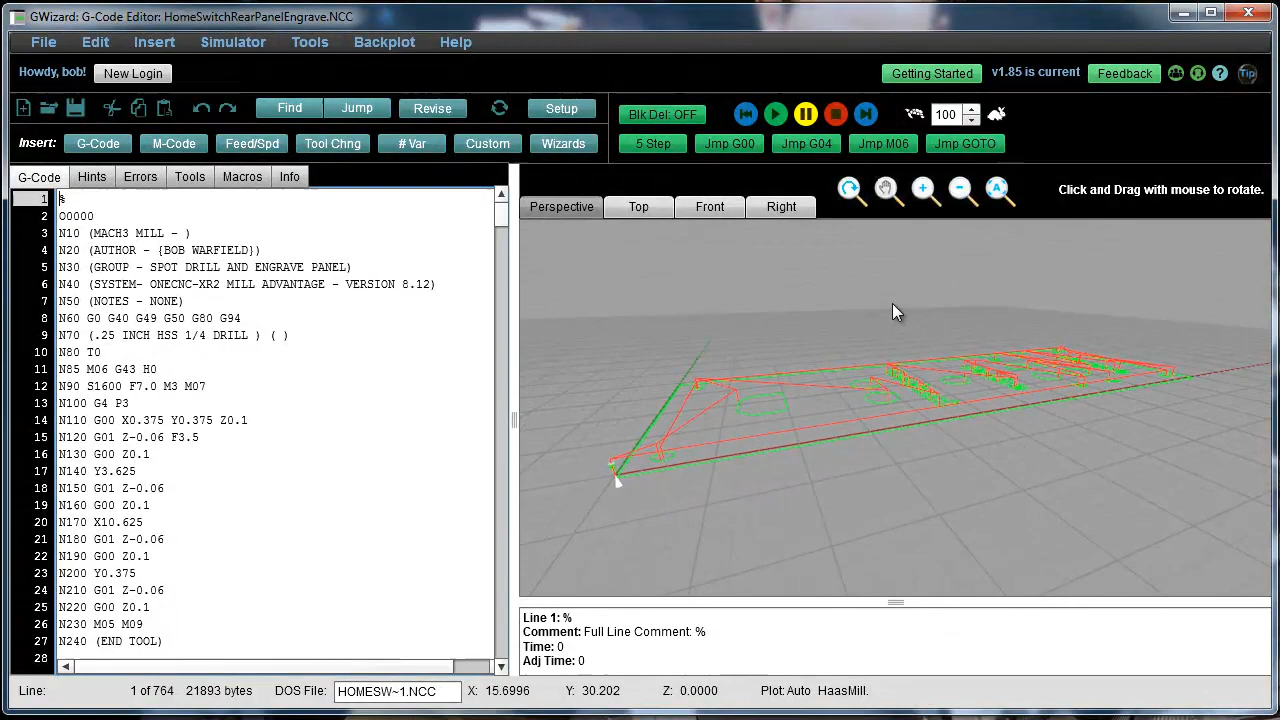 GWizard: G-Code Editor: HomeSwitchRearPanelEngrave.NCC
File Edit Insert Simulator Tools Backplot Help
Howdy, bob! New Login Getting Started v1.85 is current Feedback ? Tip
Find Jump Revise Setup Blk Del: OFF 100
Insert: G-Code M-Code Feed/Spd Tool Chng # Var Custom Wizards 5 Step Jmp G00 Jmp G04 Jmp M06 Jmp GOTO
G-Code Hints Errors Tools Macros Info
Click and Drag with mouse to rotate.
Perspective Top Front Right
1 %
2 O0000
3 N10 (MACH3 MILL - )
4 N20 (AUTHOR - {BOB WARFIELD})
5 N30 (GROUP - SPOT DRILL AND ENGRAVE PANEL)
6 N40 (SYSTEM- ONECNC-XR2 MILL ADVANTAGE - VERSION 8.12)
7 N50 (NOTES - NONE)
8 N60 G0 G40 G49 G50 G80 G94
9 N70 (.25 INCH HSS 1/4 DRILL ) ( )
10 N80 T0
11 N85 M06 G43 H0
12 N90 S1600 F7.0 M3 M07
13 N100 G4 P3
14 N110 G00 X0.375 Y0.375 Z0.1
15 N120 G01 Z-0.06 F3.5
16 N130 G00 Z0.1
17 N140 Y3.625
18 N150 G01 Z-0.06
19 N160 G00 Z0.1
20 N170 X10.625
21 N180 G01 Z-0.06
22 N190 G00 Z0.1
23 N200 Y0.375
24 N210 G01 Z-0.06
25 N220 G00 Z0.1
26 N230 M05 M09
27 N240 (END TOOL)
28
Line 1: %
Comment: Full Line Comment: %
Time: 0
Adj Time: 0
Line: 1 of 764 21893 bytes DOS File: HOMESW~1.NCC X: 15.6996 Y: 30.202 Z: 0.0000 Plot: Auto HaasMill.